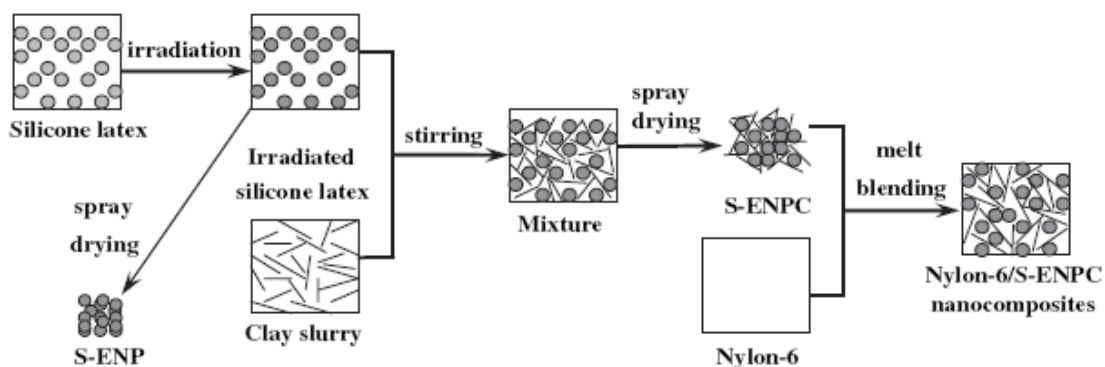 irradiation
Silicone latex
Irradiated
silicone latex
spray
drying
S-ENP
Clay slurry
stirring
Mixture
spray
drying
S-ENPC
Nylon-6
melt
blending
Nylon-6/S-ENPC
nanocomposites